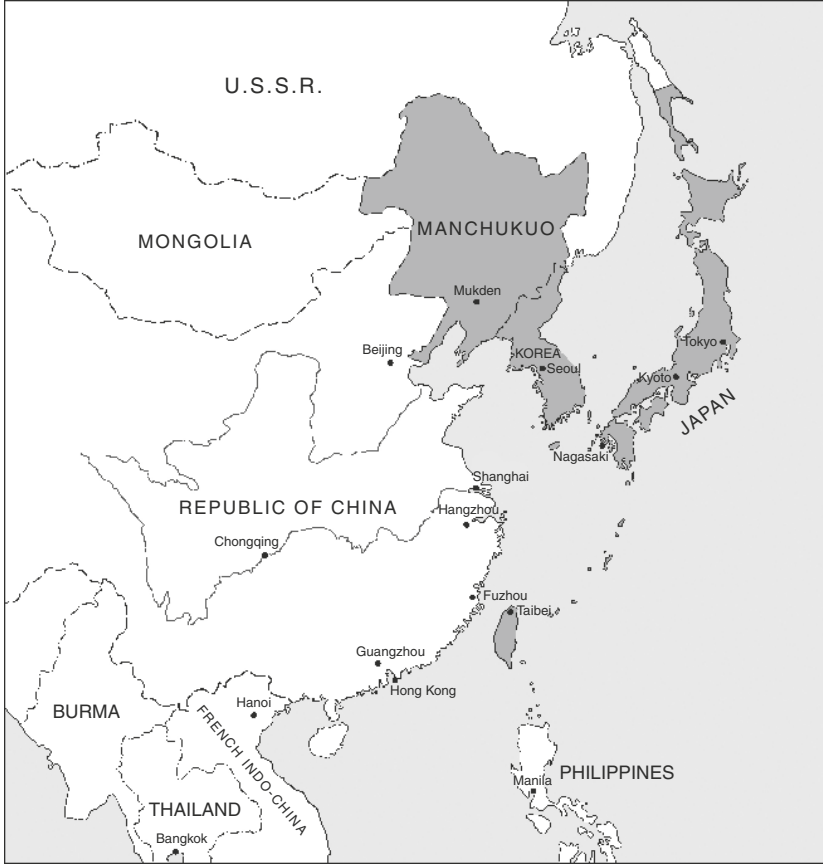 U.S.S.R.
MONGOLIA
MANCHUKUO
Mukden
Beijing
KOREA
Seoul
Tokyo
Kyoto
JAPAN
Nagasaki
Shanghai
REPUBLIC OF CHINA
Hangzhou
Chongqing
Fuzhou
Taibei
Guangzhou
Hong Kong
BURMA
Hanoi
FRENCH INDO-CHINA
PHILIPPINES
Manila
THAILAND
Bangkok